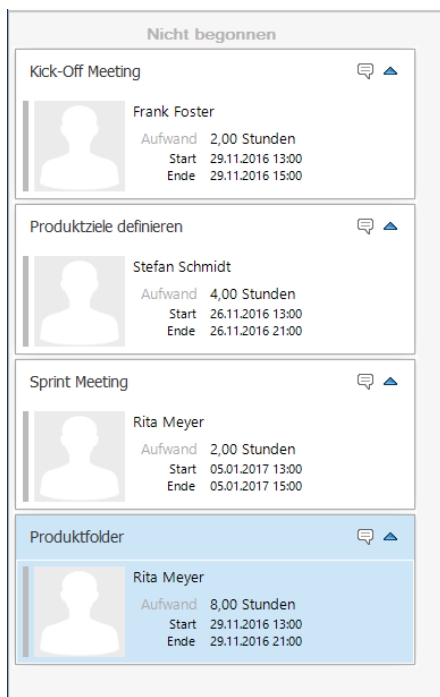 Nicht begonnen
Kick-Off Meeting
Frank Foster
Aufwand 2,00 Stunden
Start 29.11.2016 13:00
Ende 29.11.2016 15:00
Produktziele definieren
Stefan Schmidt
Aufwand 4,00 Stunden
Start 26.11.2016 13:00
Ende 26.11.2016 21:00
Sprint Meeting
Rita Meyer
Aufwand 2,00 Stunden
Start 05.01.2017 13:00
Ende 05.01.2017 15:00
Produktfolder
Rita Meyer
Aufwand 8,00 Stunden
Start 29.11.2016 13:00
Ende 29.11.2016 21:00